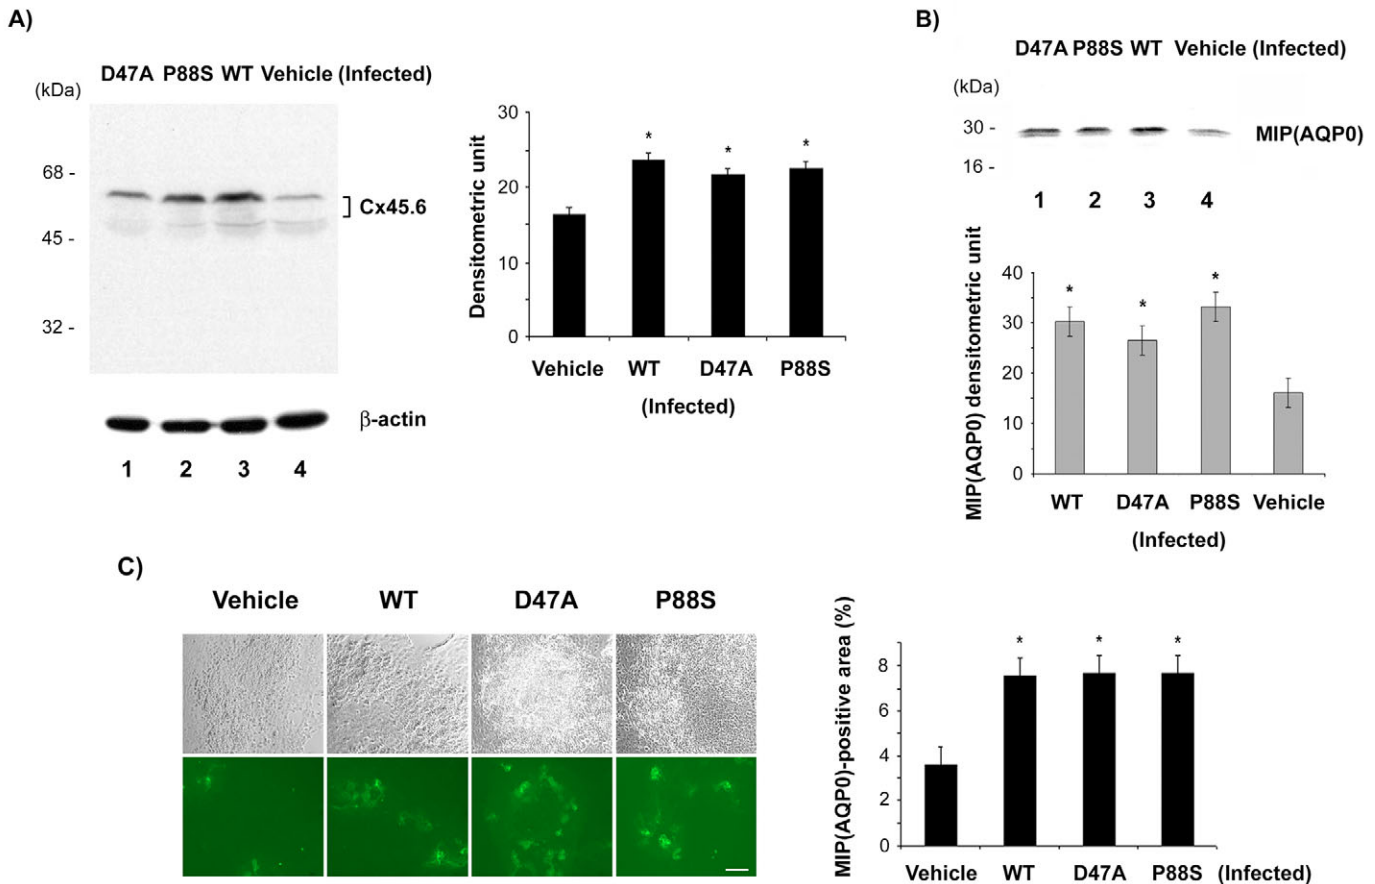 A)
D47A P88S WT Vehicle (Infected)
(kDa)
68 -
45 -
32 -
Cx45.6
β-actin
1 2 3 4
Densitometric unit
30
20
10
0
Vehicle WT D47A P88S
(Infected)
* * *
B)
D47A P88S WT Vehicle (Infected)
(kDa)
30 -
16 -
MIP(AQP0)
1 2 3 4
MIP(AQP0) densitometric unit
40
30
20
10
0
* * *
WT D47A P88S Vehicle
(Infected)
C)
Vehicle WT D47A P88S
MIP(AQP0)-positive area (%)
8
6
4
2
0
* * *
Vehicle WT D47A P88S (Infected)